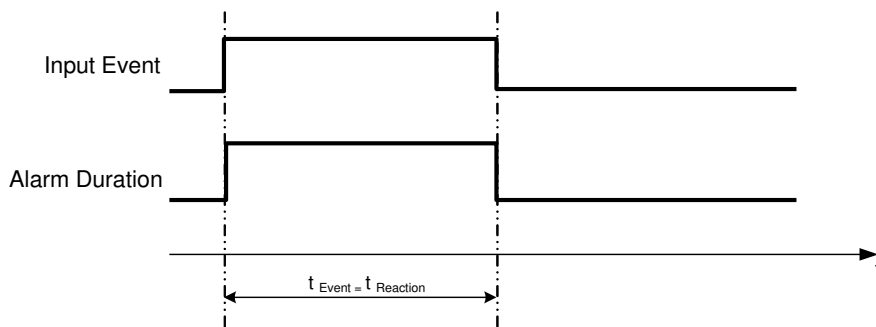 Input Event
Alarm Duration
t Event = t Reaction